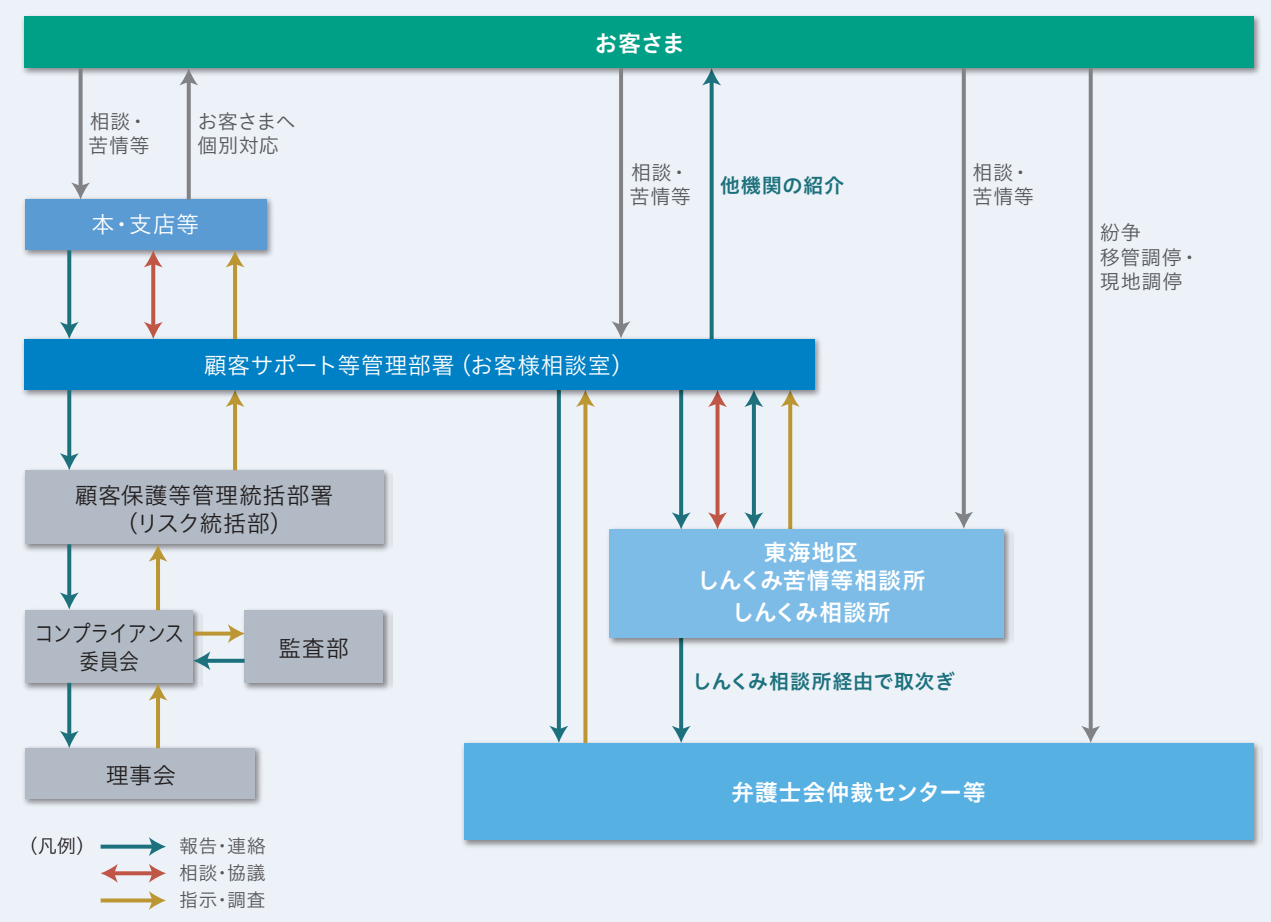 お客さま
相談・
苦情等
お客さまへ
個別対応
相談・
苦情等
他機関の紹介
相談・
苦情等
紛争
移管調停・
現地調停
本・支店等
顧客サポート等管理部署（お客様相談室）
顧客保護等管理統括部署
（リスク統括部）
東海地区
しんくみ苦情等相談所
しんくみ相談所
コンプライアンス
委員会
監査部
しんくみ相談所経由で取次ぎ
理事会
弁護士会仲裁センター等
（凡例）
報告・連絡
相談・協議
指示・調査